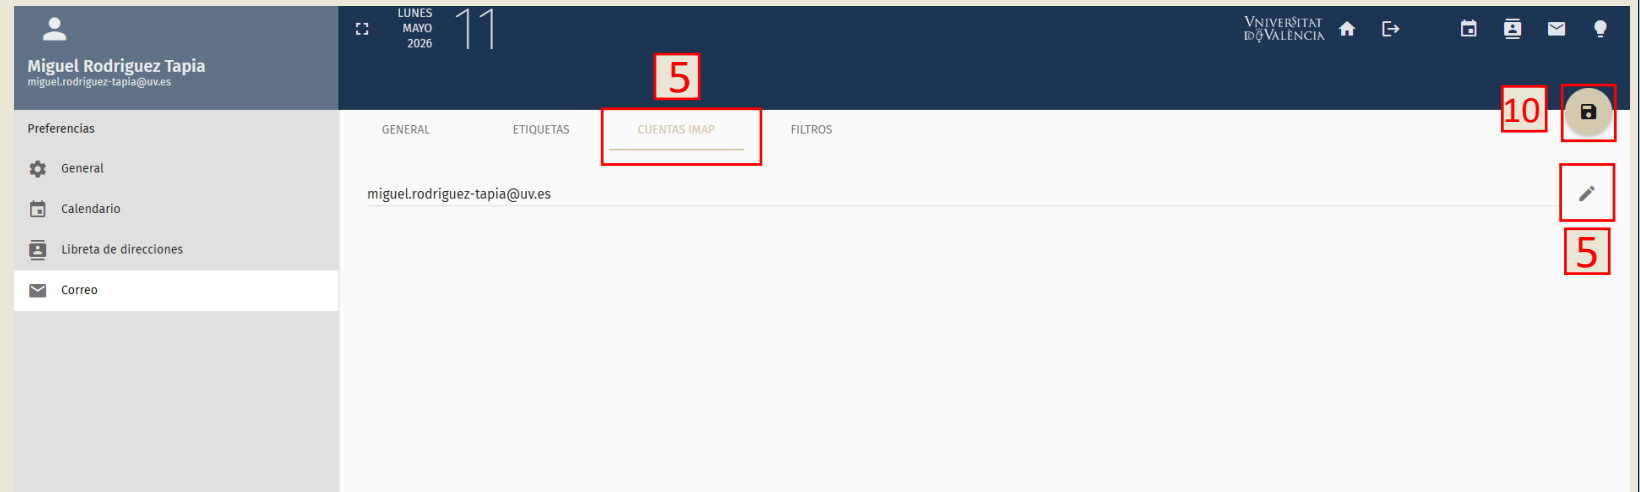 LUNES
MAYO
2026
11
Miguel Rodriguez Tapia
miguel.rodriguez-tapia@uv.es
VNIVERSITAT
DE VALÈNCIA
5
10
Preferencias
GENERAL ETIQUETAS CUENTAS IMAP FILTROS
General
miguel.rodriguez-tapia@uv.es
Calendario
5
Libreta de direcciones
Correo